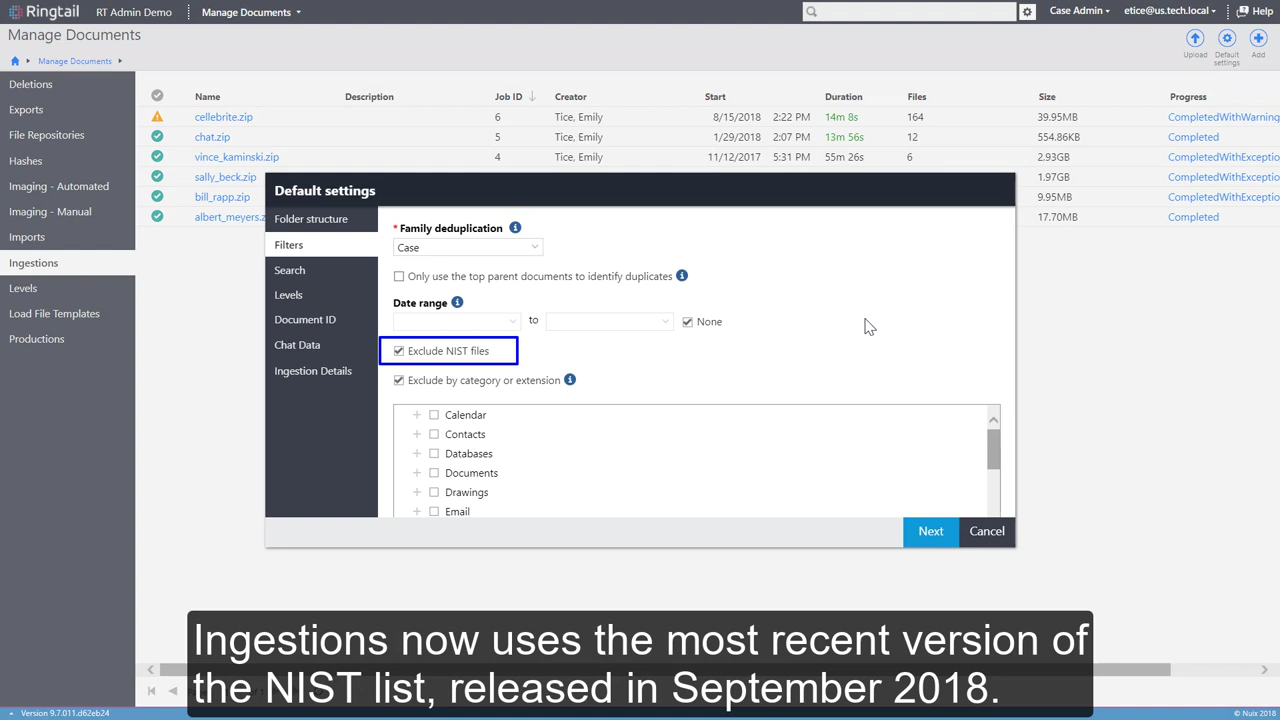 Ringtail RT Admin Demo Manage Documents Case Admin etice@us.tech.local Help
Manage Documents
Upload Default settings Add
Manage Documents
Deletions
Exports
File Repositories
Hashes
Imaging - Automated
Imaging - Manual
Imports
Ingestions
Levels
Load File Templates
Productions
Name Description Job ID Creator Start Duration Files Size Progress
cellebrite.zip 6 Tice, Emily 8/15/2018 2:22 PM 14m 8s 164 39.95MB CompletedWithWarning
chat.zip 5 Tice, Emily 1/29/2018 2:07 PM 13m 56s 12 554.86KB Completed
vince_kaminski.zip 4 Tice, Emily 11/12/2017 5:31 PM 55m 26s 6 2.93GB CompletedWithExceptio
sally_beck.zip 1.97GB CompletedWithExceptio
bill_rapp.zip 9.95MB CompletedWithExceptio
albert_meyers.z 17.70MB Completed
Default settings
Folder structure
Filters
Search
Levels
Document ID
Chat Data
Ingestion Details
* Family deduplication
Case
Only use the top parent documents to identify duplicates
Date range
to None
Exclude NIST files
Exclude by category or extension
Calendar
Contacts
Databases
Documents
Drawings
Email
Next Cancel
Ingestions now uses the most recent version of
the NIST list, released in September 2018.
Version 9.7.011.d62eb24 © Nuix 2018